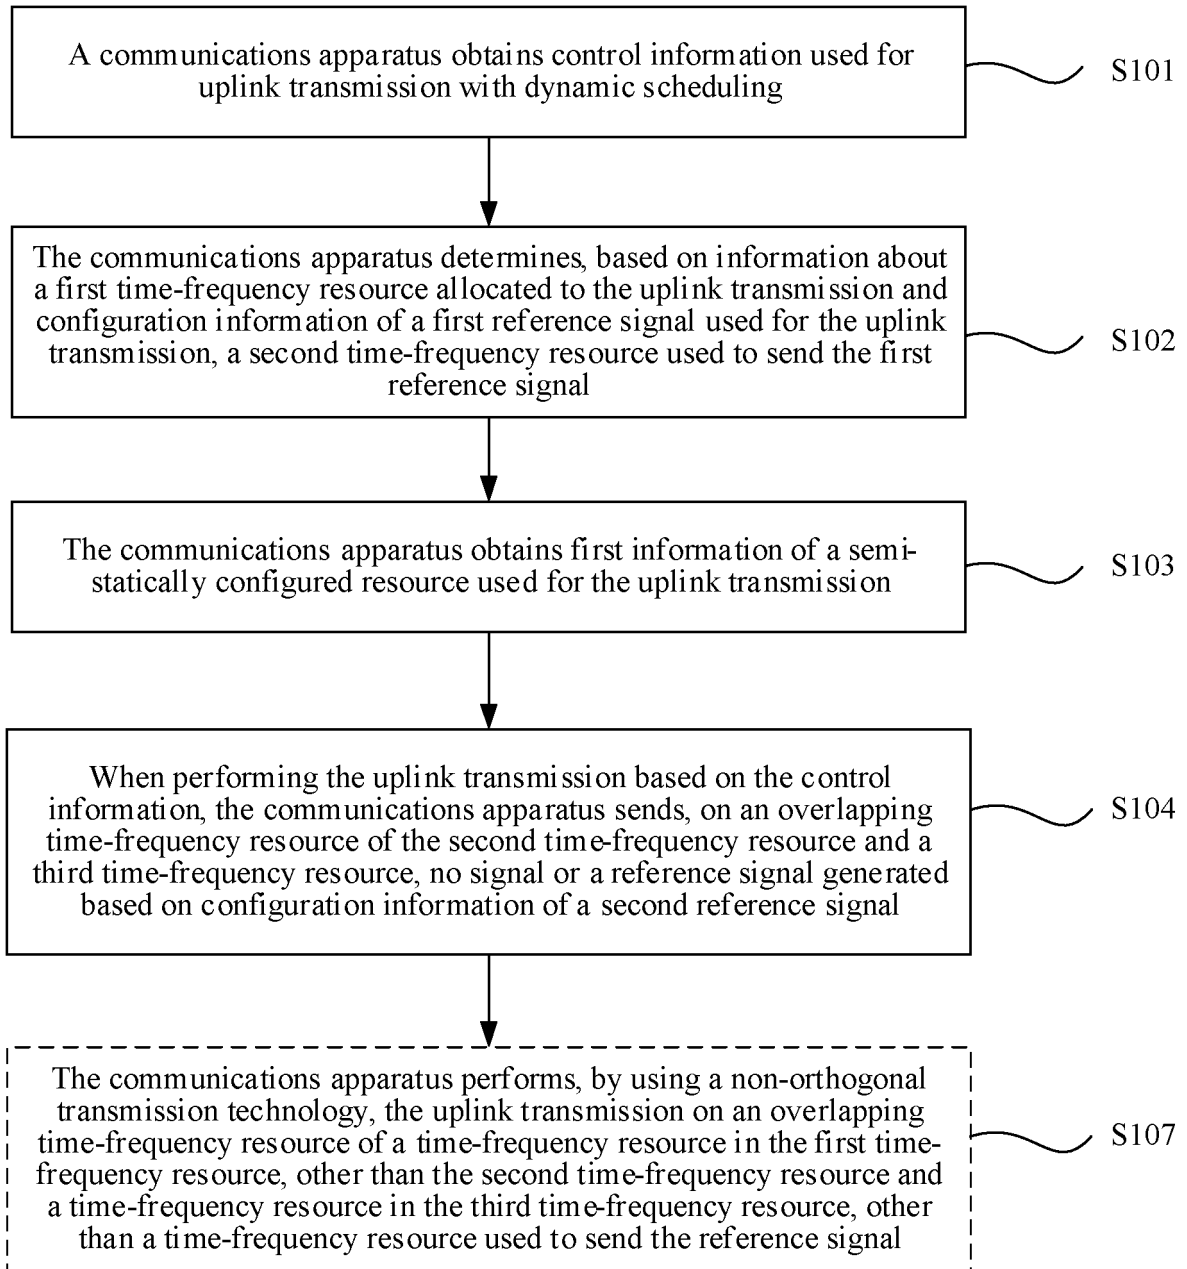 A communications apparatus obtains control information used for
uplink transmission with dynamic scheduling
S101
The communications apparatus determines, based on information about
a first time-frequency resource allocated to the uplink transmission and
configuration information of a first reference signal used for the uplink
transmission, a second time-frequency resource used to send the first
reference signal
S102
The communications apparatus obtains first information of a semi-
statically configured resource used for the uplink transmission
S103
When performing the uplink transmission based on the control
information, the communications apparatus sends, on an overlapping
time-frequency resource of the second time-frequency resource and a
third time-frequency resource, no signal or a reference signal generated
based on configuration information of a second reference signal
S104
The communications apparatus performs, by using a non-orthogonal
transmission technology, the uplink transmission on an overlapping
time-frequency resource of a time-frequency resource in the first time-
frequency resource, other than the second time-frequency resource and
a time-frequency resource in the third time-frequency resource, other
than a time-frequency resource used to send the reference signal
S107